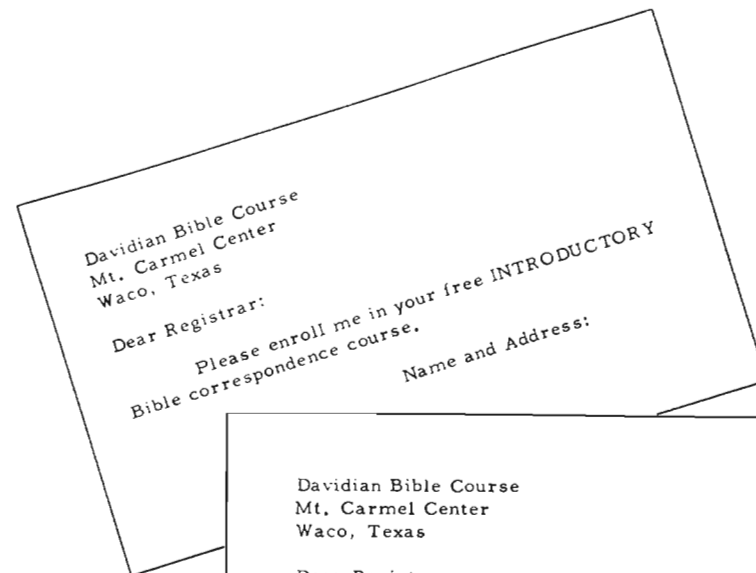 Davidian Bible Course
Mt. Carmel Center
Waco, Texas
Dear Registrar:
Please enroll me in your free INTRODUCTORY
Bible correspondence course.
Name and Address:
Davidian Bible Course
Mt. Carmel Center
Waco, Texas